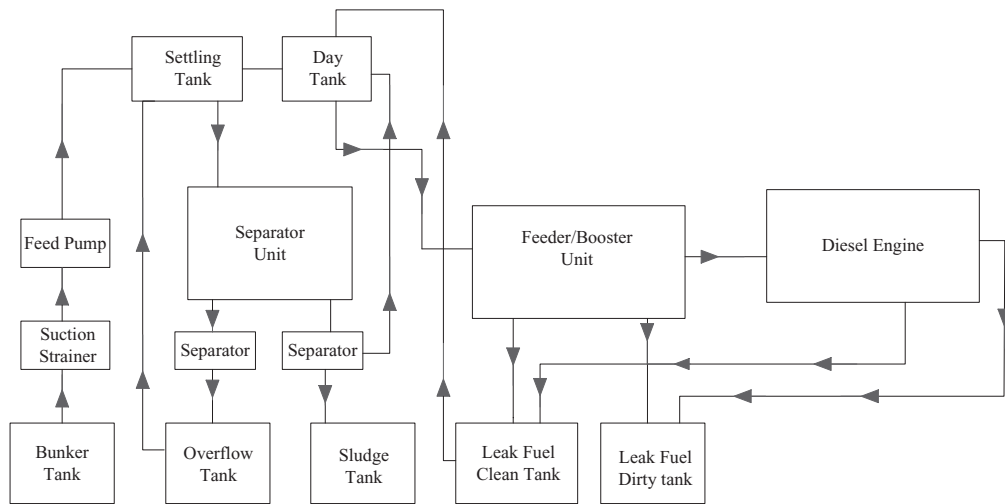 Settling
Tank
Day
Tank
Feed Pump
Separator
Unit
Feeder/Booster
Unit
Diesel Engine
Suction
Strainer
Separator
Separator
Bunker
Tank
Overflow
Tank
Sludge
Tank
Leak Fuel
Clean Tank
Leak Fuel
Dirty tank